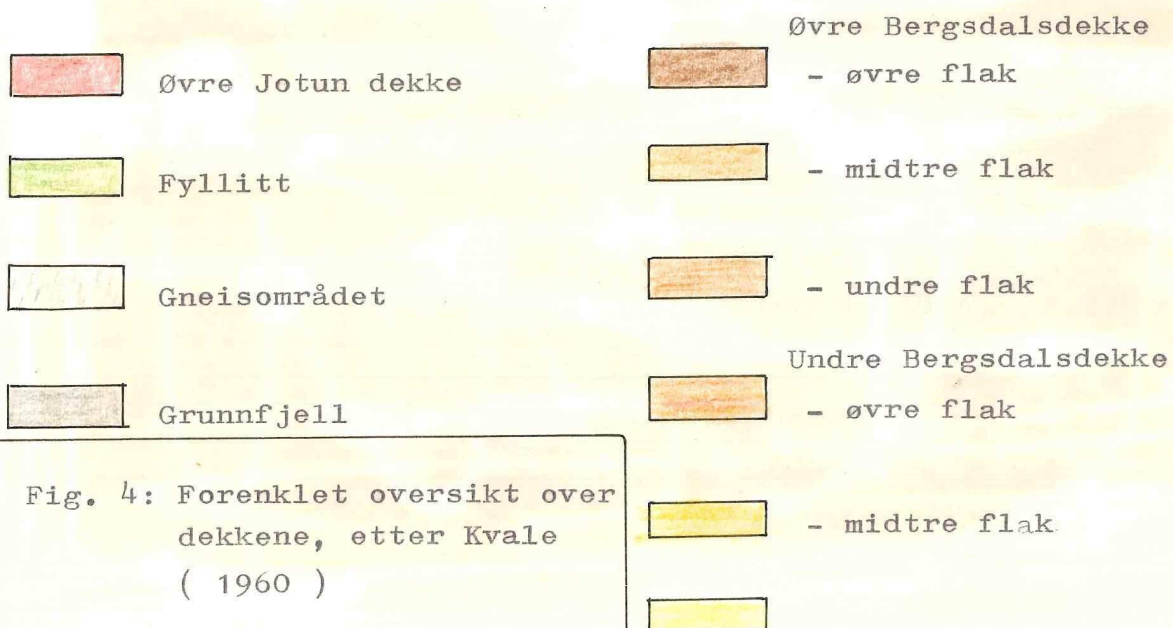 Øvre Jotun dekke
Fyllitt
Gneisområdet
Grunnfjell
Fig. 4: Forenklet oversikt over
dekkene, etter Kvale
( 1960 )
Øvre Bergsdalsdekke
- øvre flak
- midtre flak
- undre flak
Undre Bergsdalsdekke
- øvre flak
- midtre flak